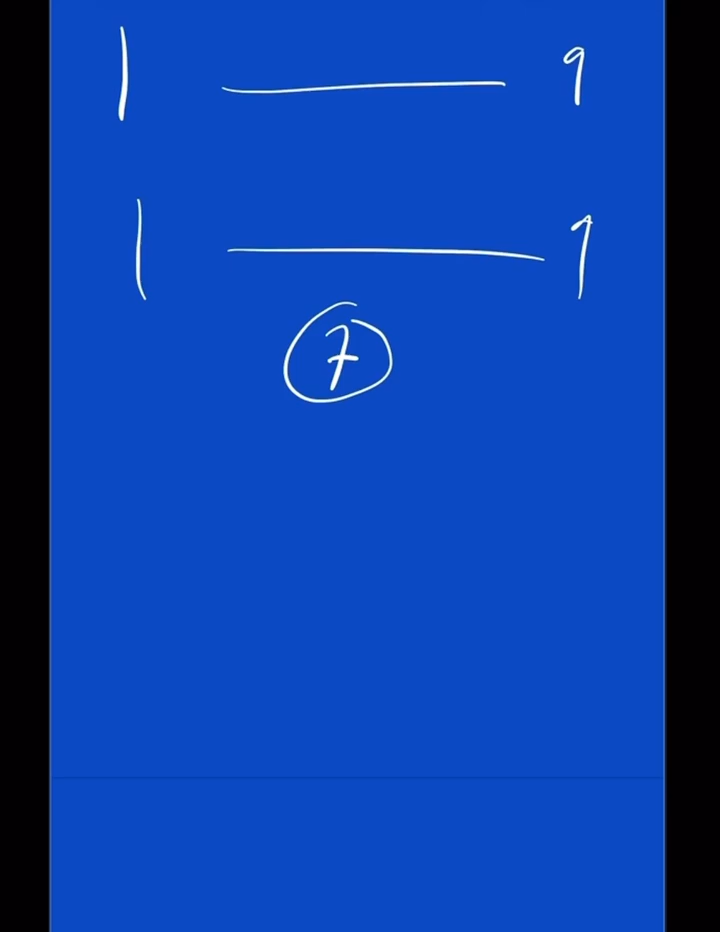 1 — 9
1 — 9
7